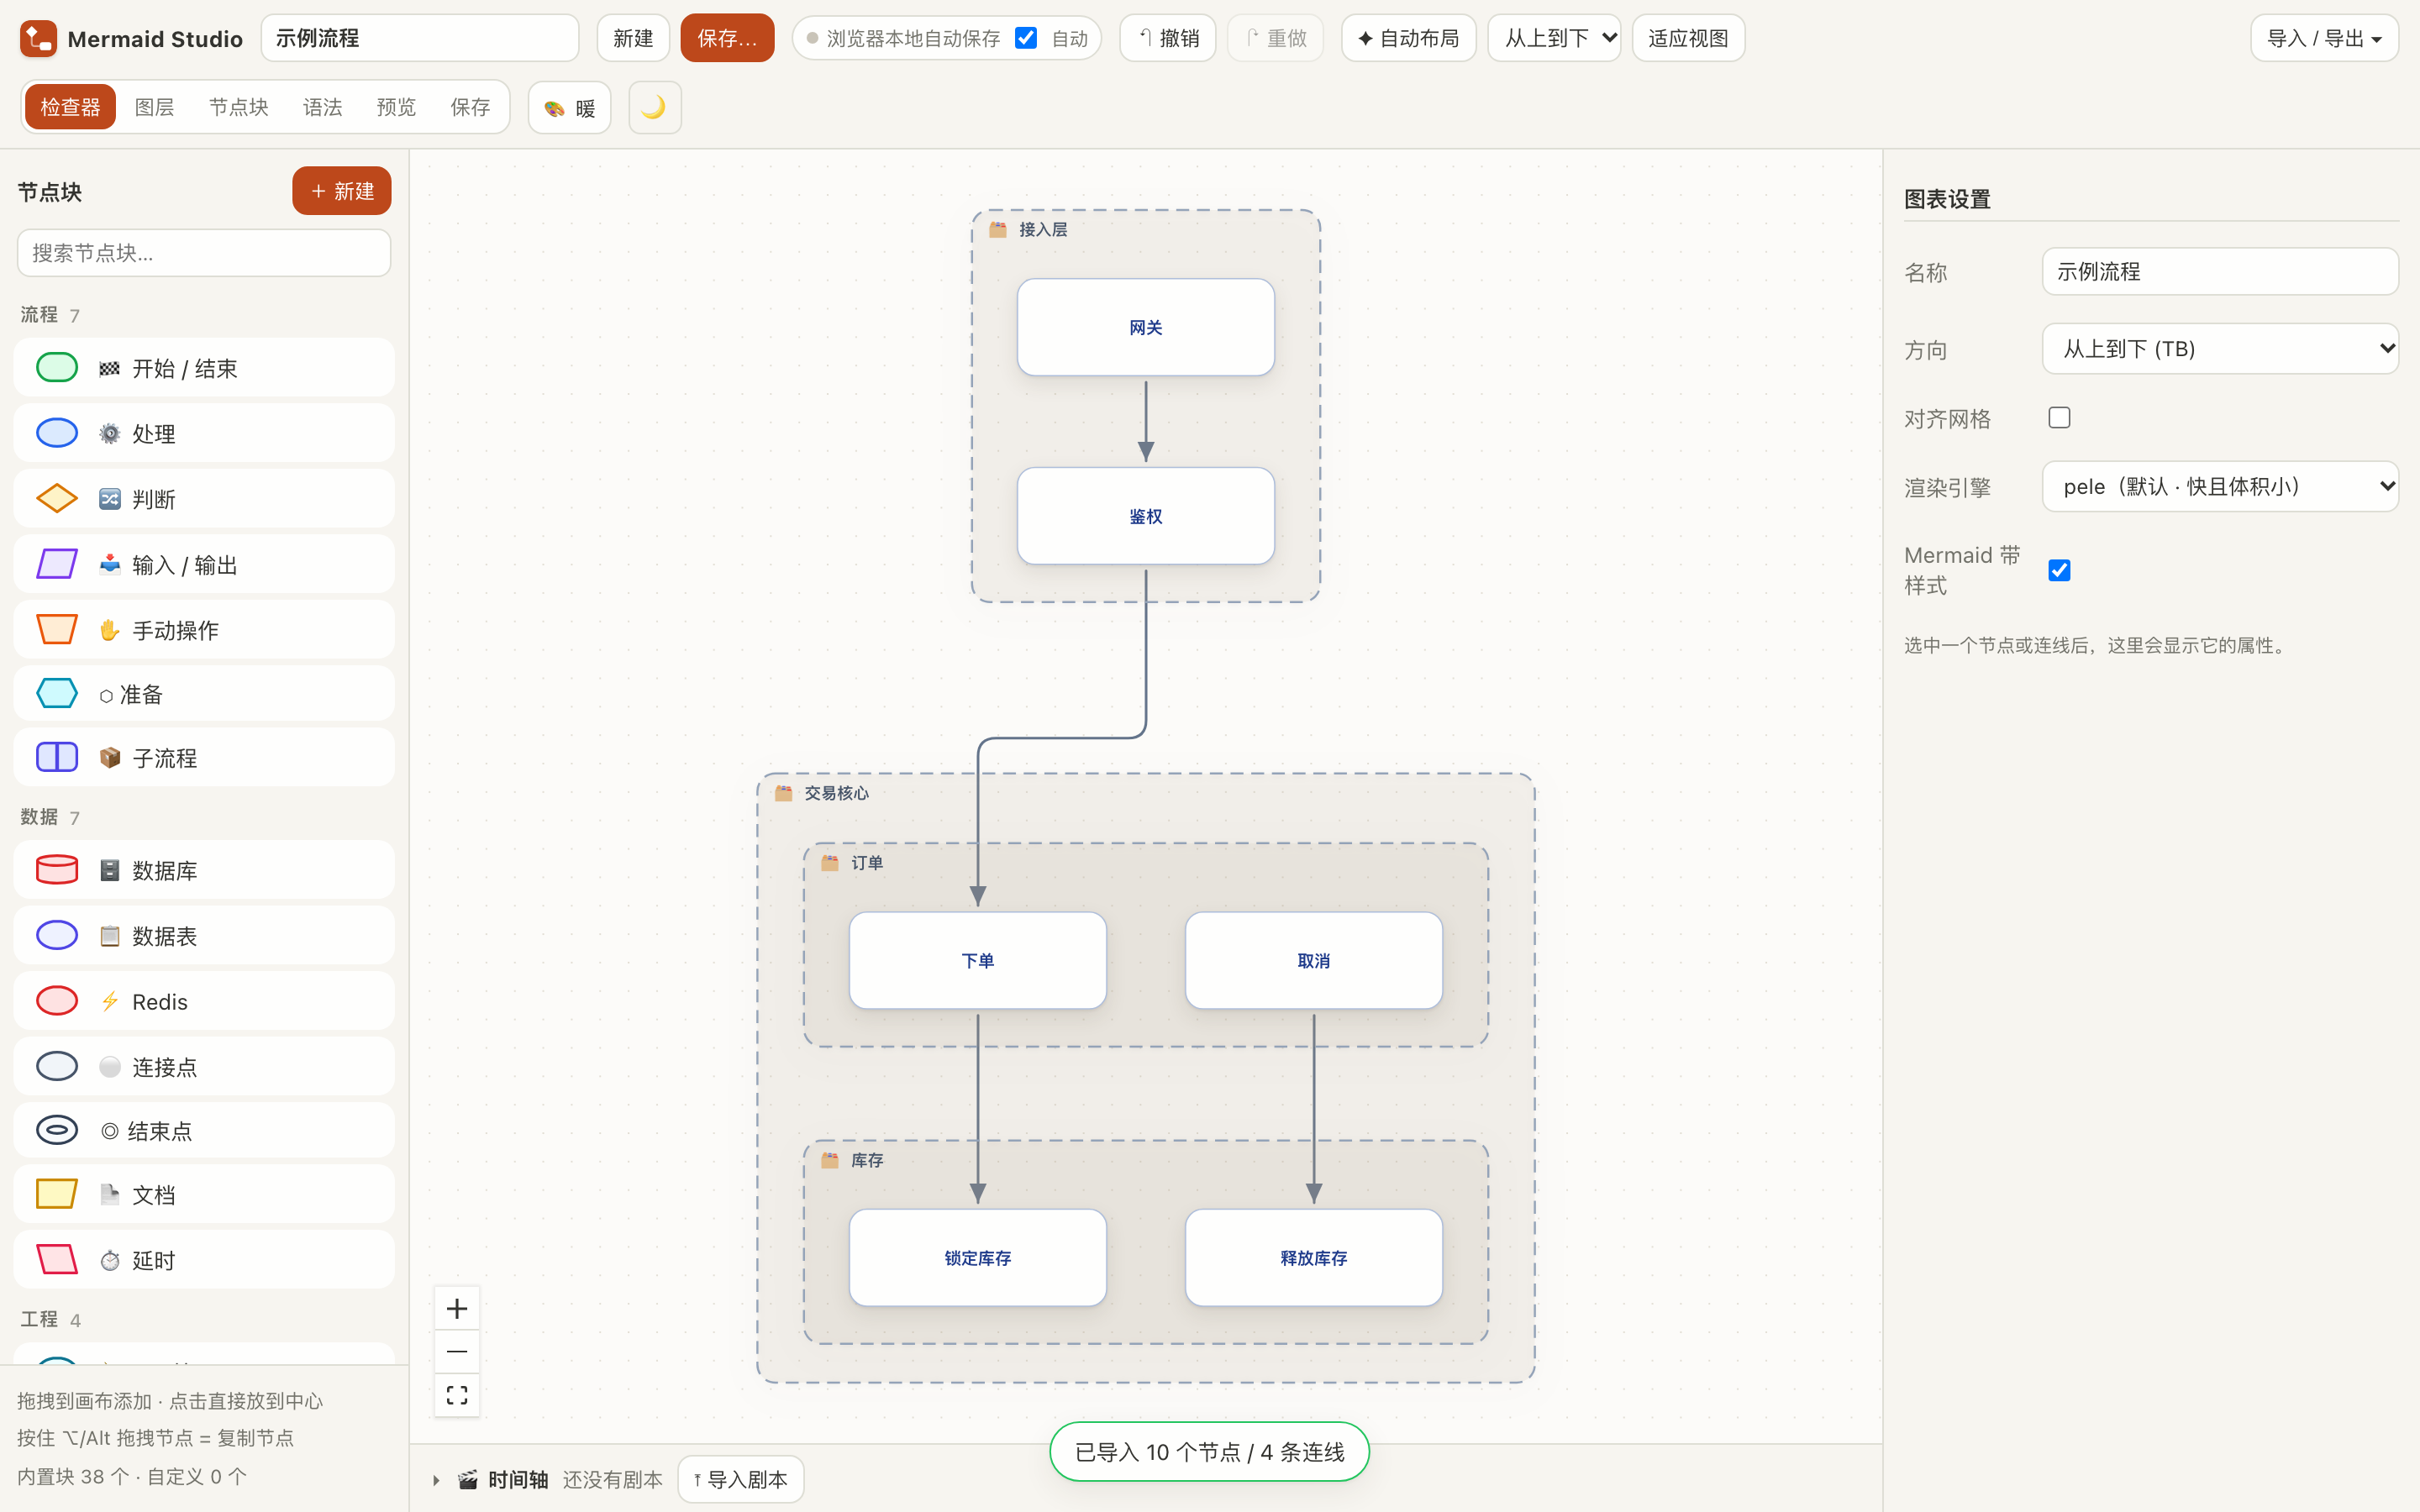 Mermaid Studio
示例流程
新建
保存...
浏览器本地自动保存
自动
撤销
重做
自动布局
从上到下
适应视图
导入 / 导出
检查器
图层
节点块
语法
预览
保存
暖
节点块
+ 新建
搜索节点块...
流程 7
开始 / 结束
处理
判断
输入 / 输出
手动操作
准备
子流程
数据 7
数据库
数据表
Redis
连接点
结束点
文档
延时
工程 4
拖拽到画布添加 · 点击直接放到中心
按住 ⌥/Alt 拖拽节点 = 复制节点
内置块 38 个 · 自定义 0 个
接入层
网关
鉴权
交易核心
订单
下单
取消
库存
锁定库存
释放库存
时间轴
还没有剧本
导入剧本
已导入 10 个节点 / 4 条连线
图表设置
名称
示例流程
方向
从上到下 (TB)
对齐网格
渲染引擎
pele（默认 · 快且体积小）
Mermaid 带
样式
选中一个节点或连线后，这里会显示它的属性。